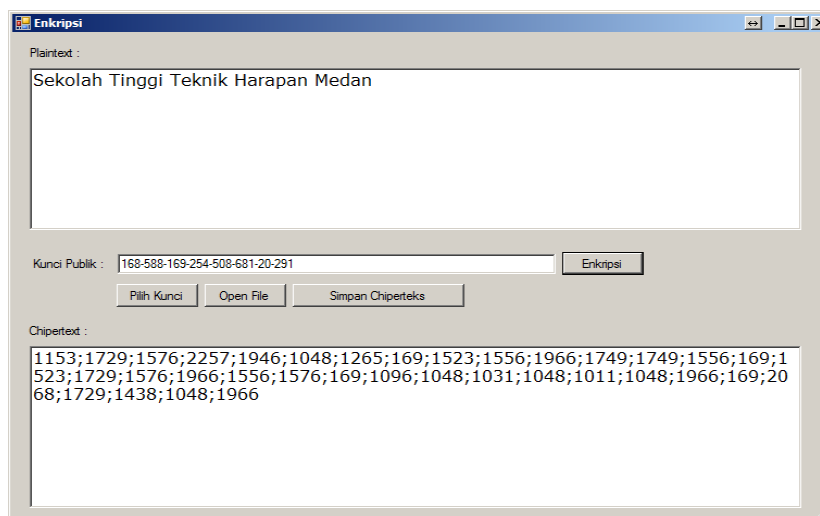 Enkripsi
Plaintext :
Sekolah Tinggi Teknik Harapan Medan
Kunci Publik : 168-588-169-254-508-681-20-291 Enkripsi
Pilih Kunci Open File Simpan Chiperteks
Chipertext :
1153;1729;1576;2257;1946;1048;1265;169;1523;1556;1966;1749;1749;1556;169;1
523;1729;1576;1966;1556;1576;169;1096;1048;1031;1048;1011;1048;1966;169;20
68;1729;1438;1048;1966